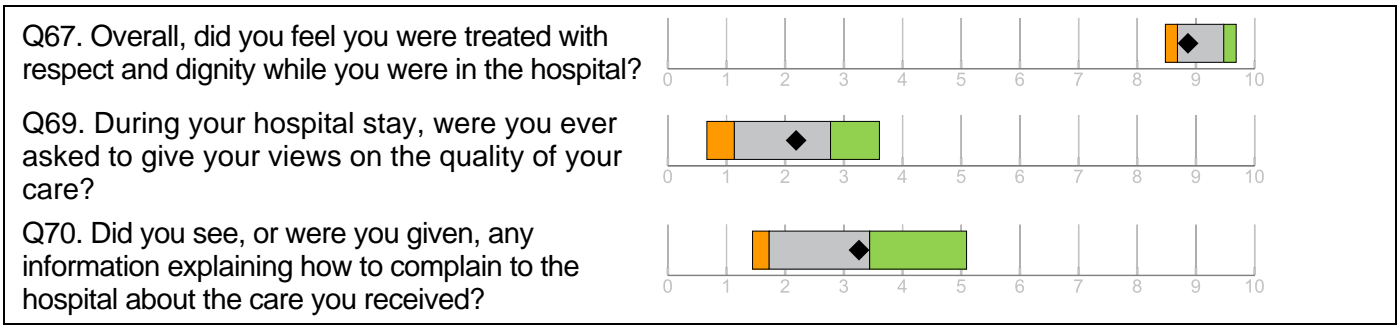 Q67. Overall, did you feel you were treated with
respect and dignity while you were in the hospital?
0 1 2 3 4 5 6 7 8 9 10
Q69. During your hospital stay, were you ever
asked to give your views on the quality of your
care?
0 1 2 3 4 5 6 7 8 9 10
Q70. Did you see, or were you given, any
information explaining how to complain to the
hospital about the care you received?
0 1 2 3 4 5 6 7 8 9 10